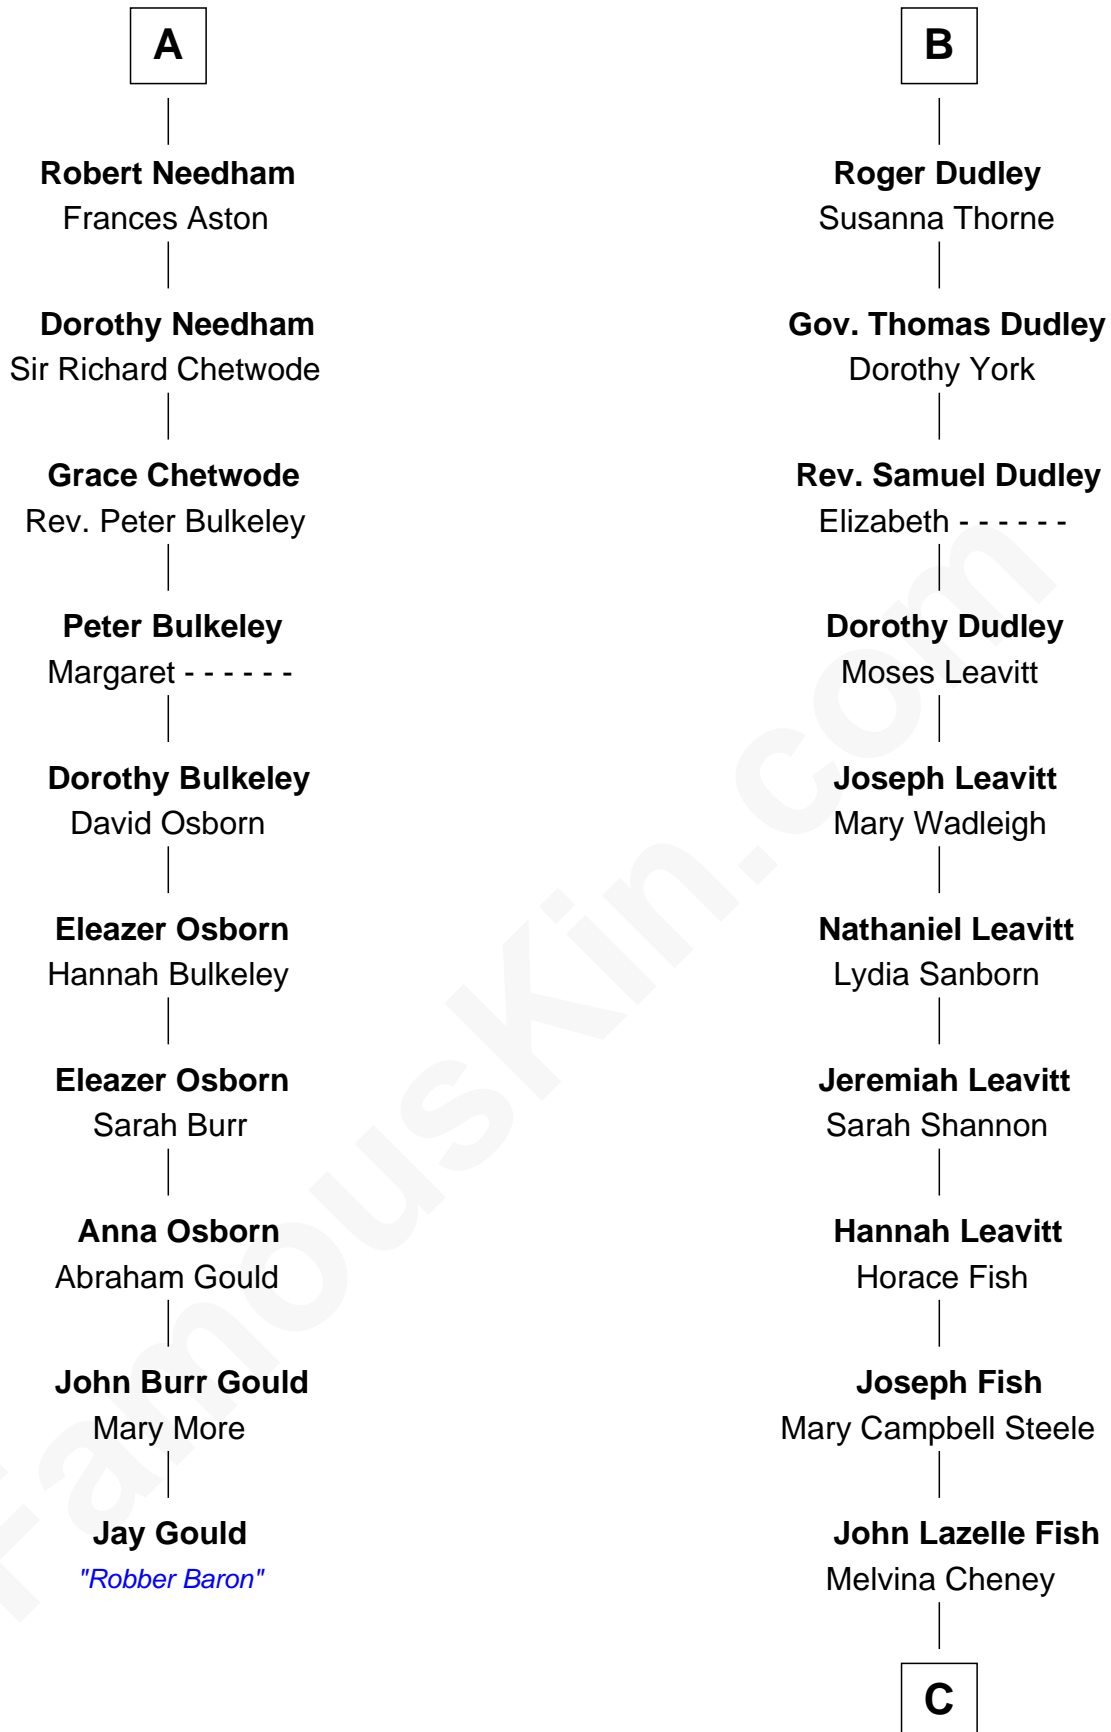 A
Robert Needham
Frances Aston
Dorothy Needham
Sir Richard Chetwode
Grace Chetwode
Rev. Peter Bulkeley
Peter Bulkeley
Margaret - - - - - -
Dorothy Bulkeley
David Osborn
Eleazer Osborn
Hannah Bulkeley
Eleazer Osborn
Sarah Burr
Anna Osborn
Abraham Gould
John Burr Gould
Mary More
Jay Gould
"Robber Baron"
B
Roger Dudley
Susanna Thorne
Gov. Thomas Dudley
Dorothy York
Rev. Samuel Dudley
Elizabeth - - - - - -
Dorothy Dudley
Moses Leavitt
Joseph Leavitt
Mary Wadleigh
Nathaniel Leavitt
Lydia Sanborn
Jeremiah Leavitt
Sarah Shannon
Hannah Leavitt
Horace Fish
Joseph Fish
Mary Campbell Steele
John Lazelle Fish
Melvina Cheney
C
FamousKin.com